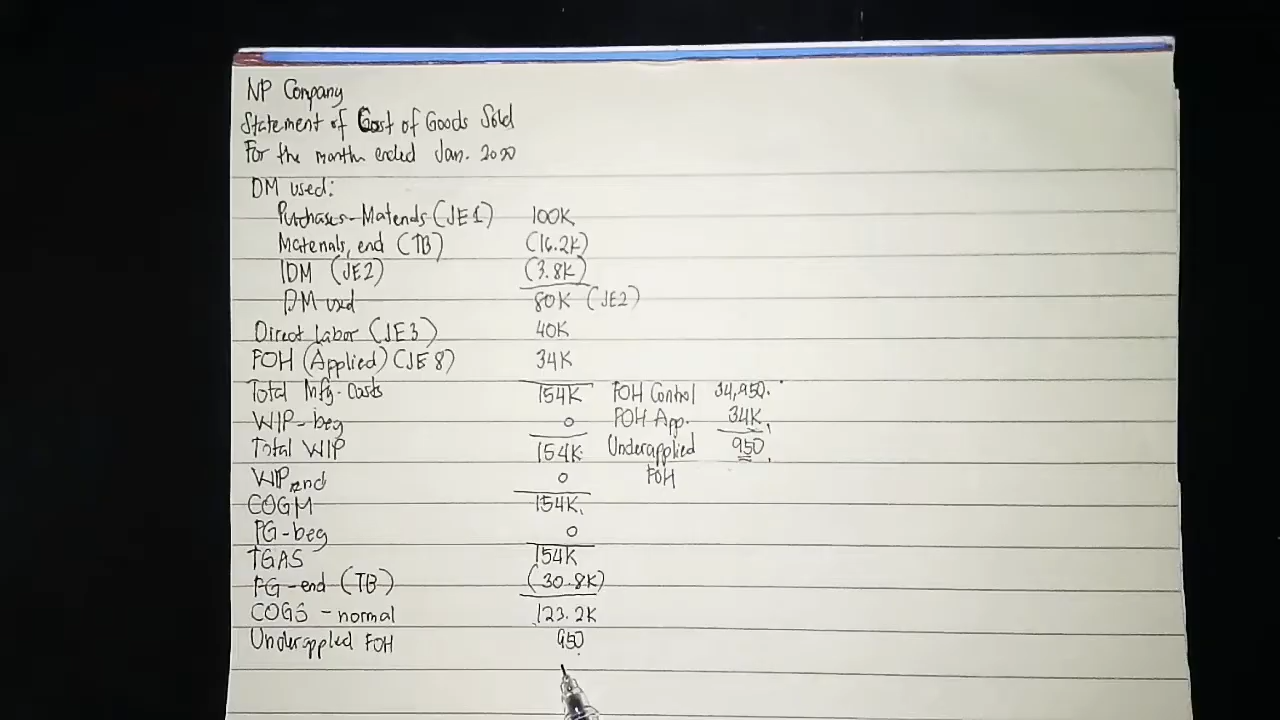 NP Company
Statement of Cost of Goods Sold
For the month ended Jan. 2020
DM used:
Purchases-Materials (JE1) 100K
Materials, end (TB) (16.2K)
IDM (JE2) (3.8K)
DM used 80K (JE2)
Direct Labor (JE3) 40K
FOH (Applied) (JE 8) 34K
Total Mfg. Costs 154K FOH Control 34,950.
WIP-beg 0 FOH App. 34K
Total WIP 154K Underapplied 950
WIP, end 0 FOH
COGM 154K
FG-beg 0
TGAS 154K
FG-end (TB) (30.8K)
COGS - normal 123.2K
Underappled FOH 950